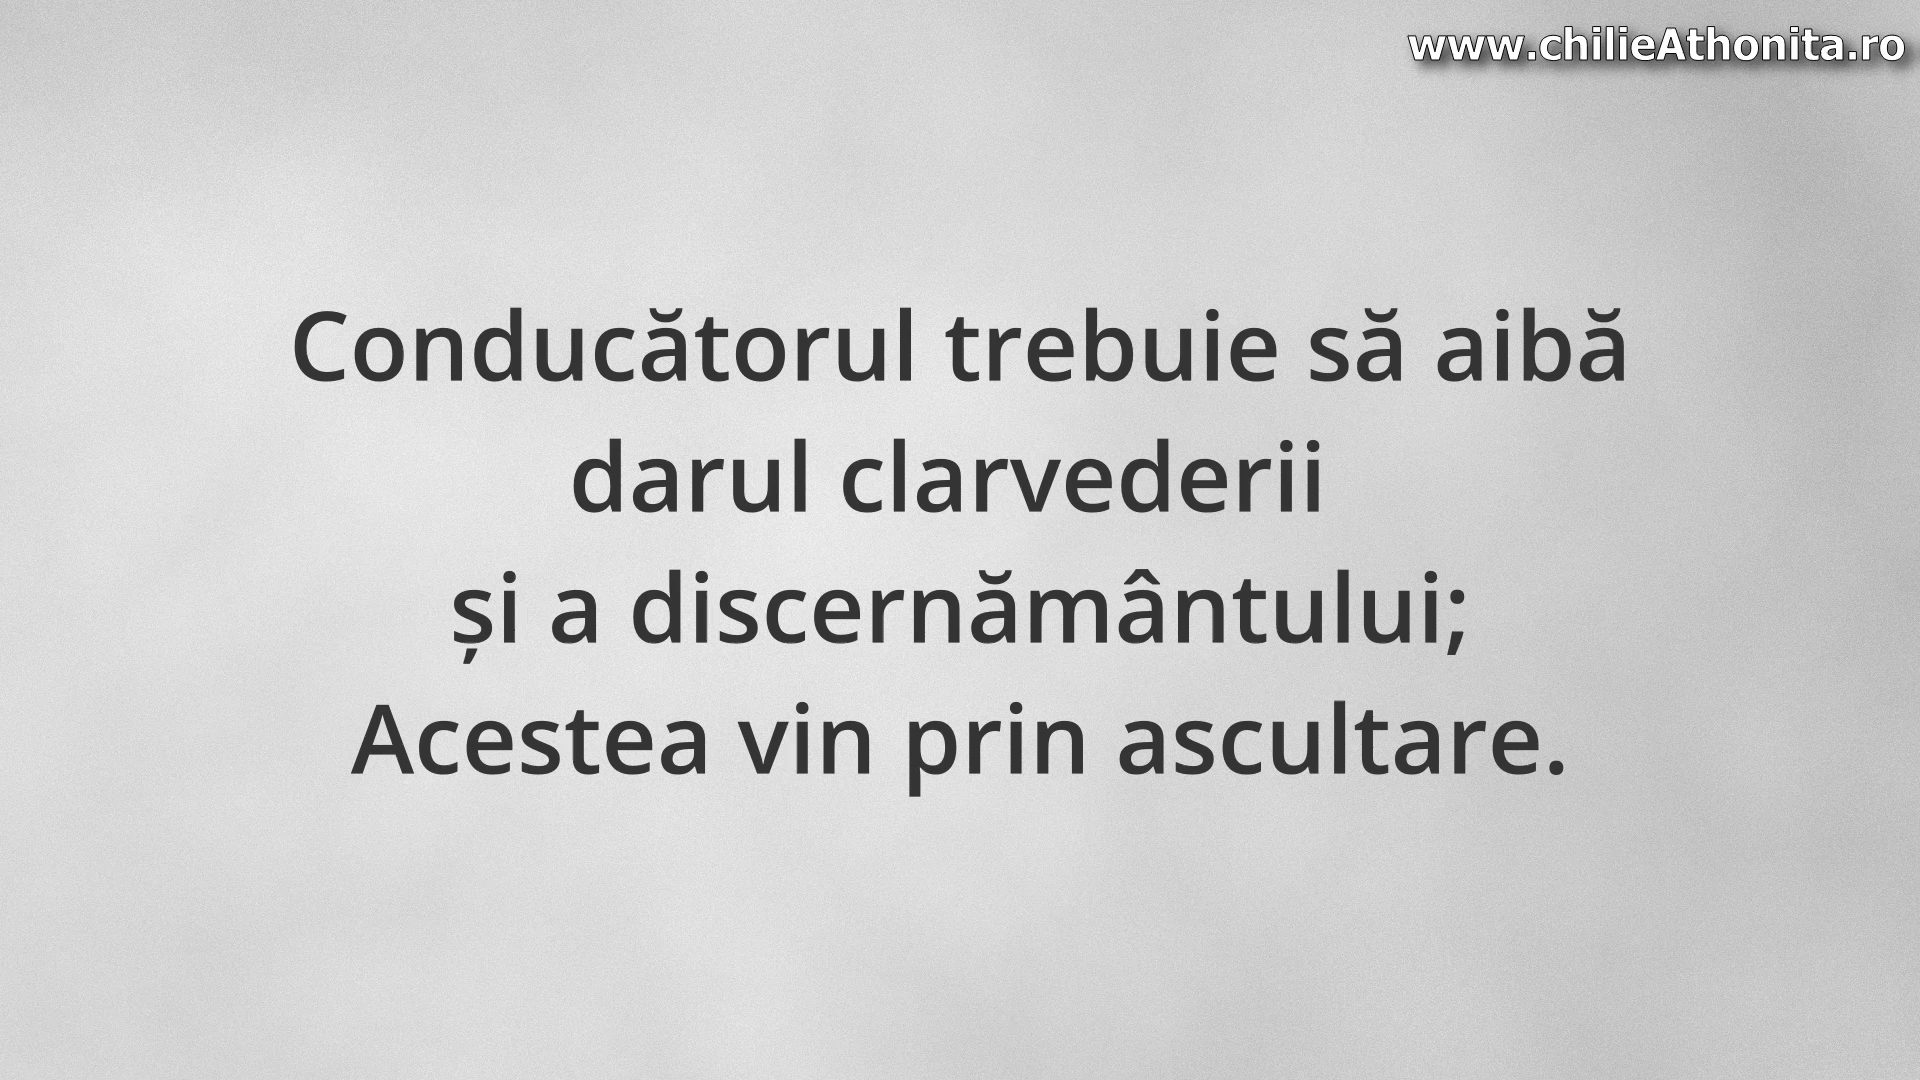 www.chilieAthonita.ro
Conducătorul trebuie să aibă
darul clarvederii
și a discernământului;
Acestea vin prin ascultare.